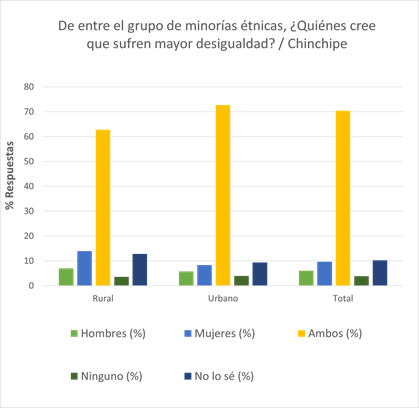 De entre el grupo de minorías étnicas, ¿Quiénes cree
que sufren mayor desigualdad? / Chinchipe
% Respuestas
80
70
60
50
40
30
20
10
0
Rural Urbano Total
Hombres (%) Mujeres (%) Ambos (%)
Ninguno (%) No lo sé (%)